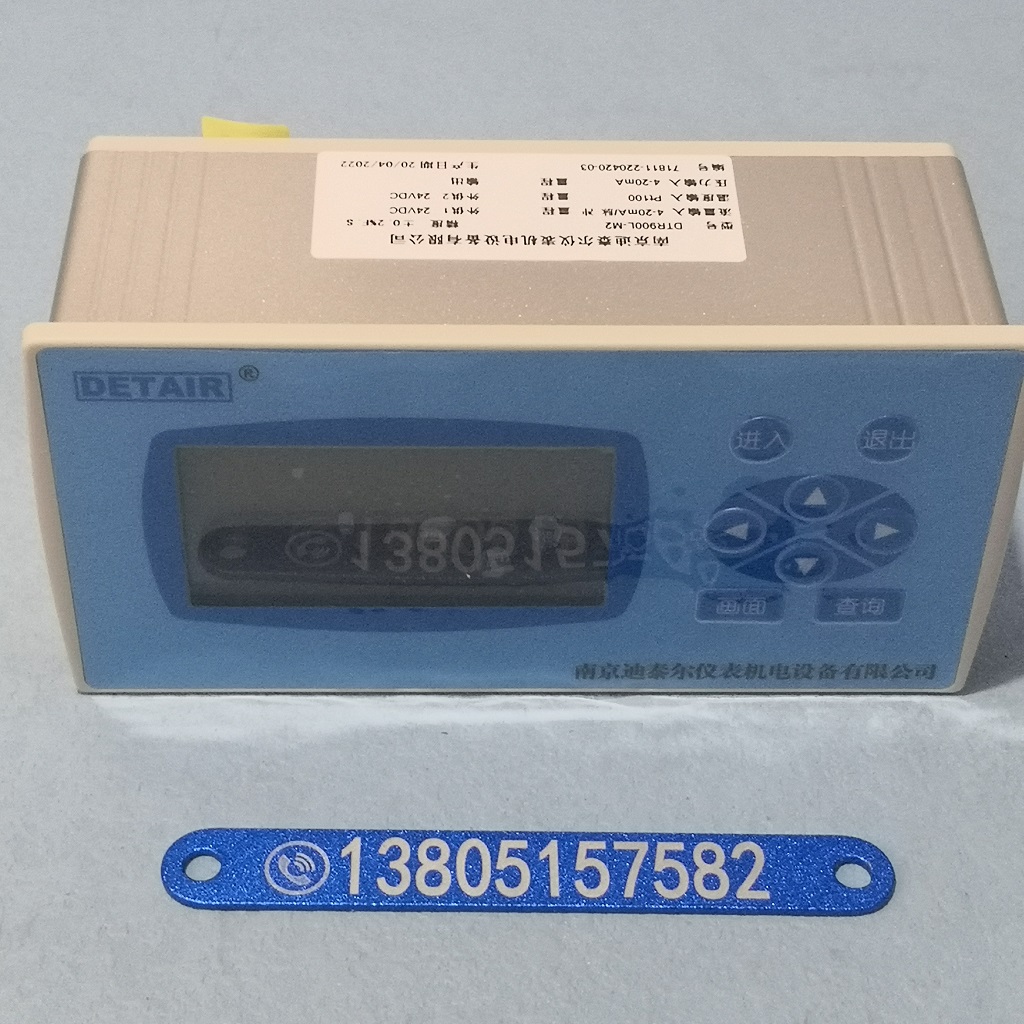 南京迪泰尔仪表机电设备有限公司
型号 DTR900L-M2 精度 ±0.2%F.S
流量输入 4-20mA/脉冲 量程 外供1 24VDC
温度输入 Pt100 量程 外供2 24VDC
压力输入 4-20mA 量程 输出
编号 71811-220420-03 生产日期 20/04/2022
DETAIR®
进入 退出
画面 查询
南京迪泰尔仪表机电设备有限公司
13805157582